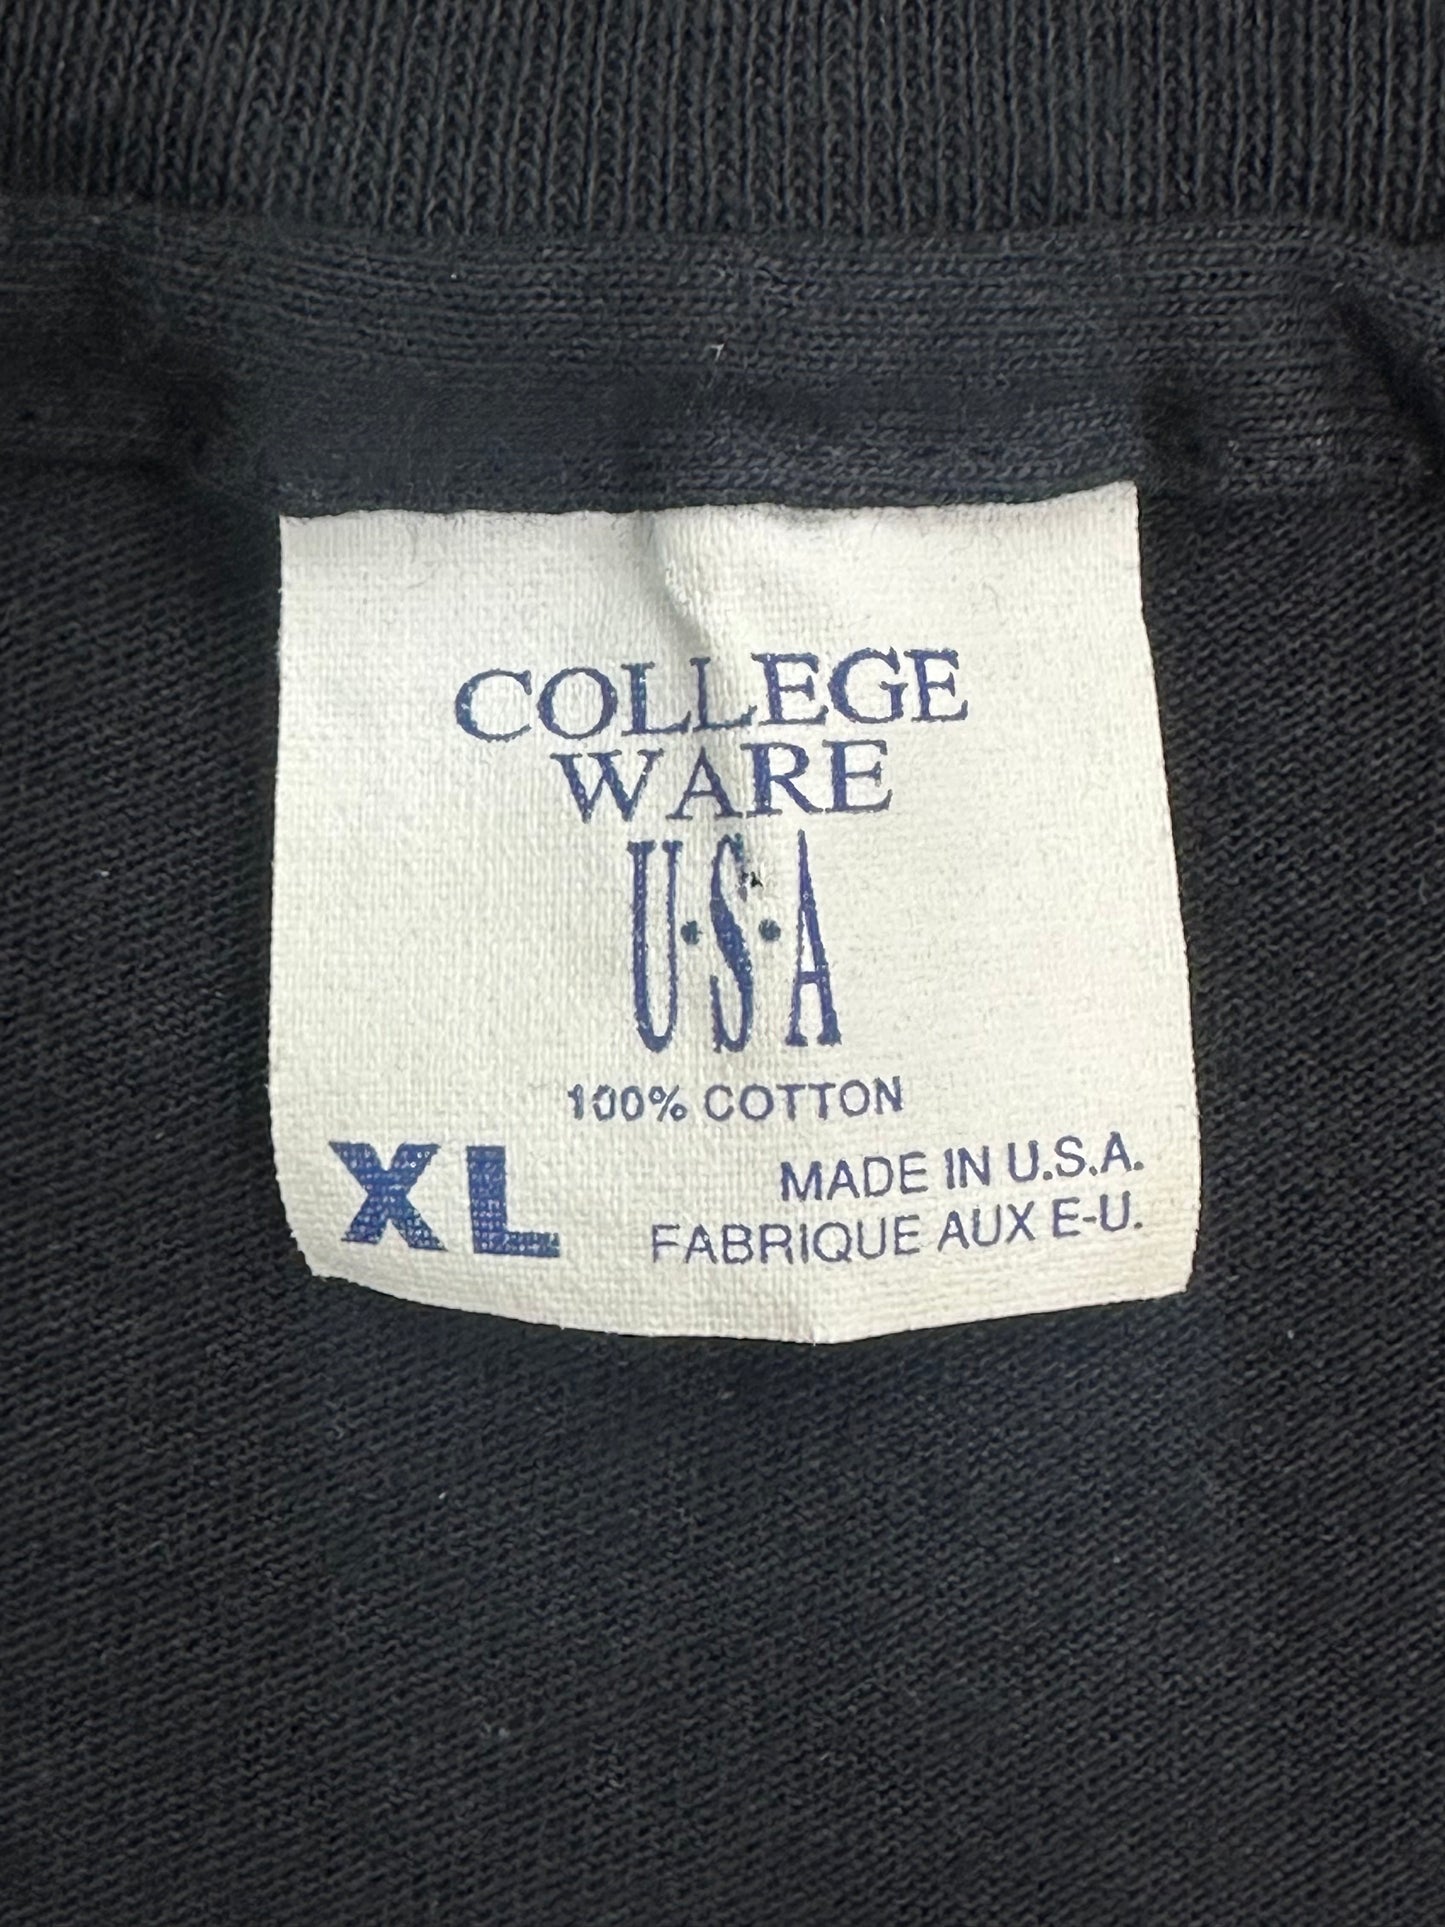 COLLEGE
WARE
U·S·A
100% COTTON
XL
MADE IN U.S.A.
FABRIQUE AUX E-U.